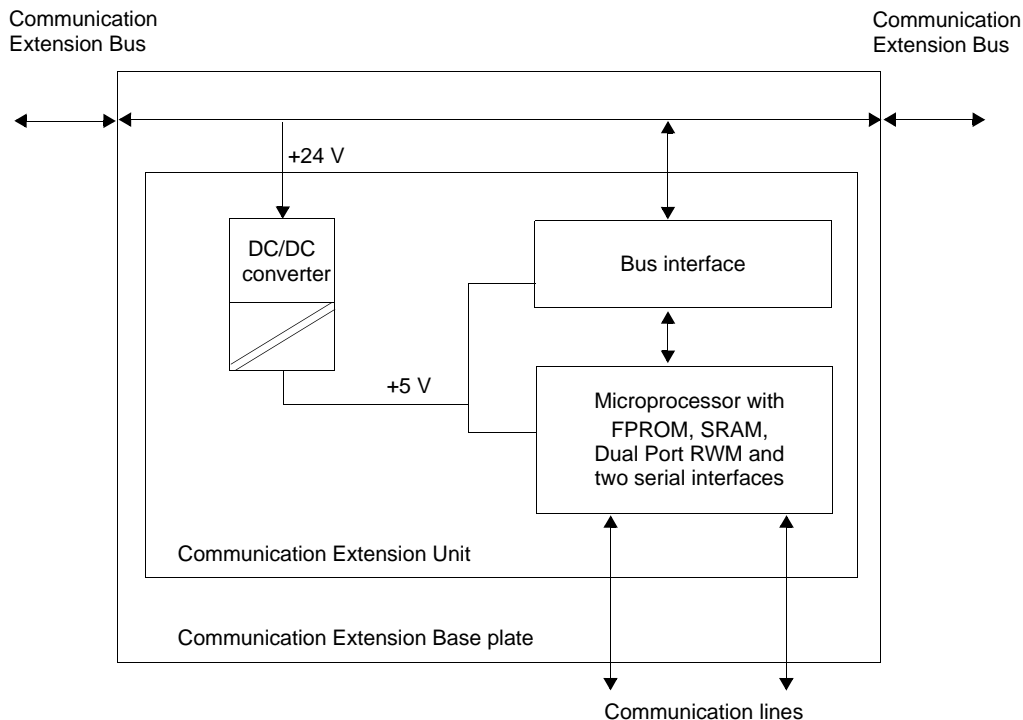 Communication
Extension Bus
Communication
Extension Bus
+24 V
DC/DC
converter
Bus interface
+5 V
Microprocessor with
FPROM, SRAM,
Dual Port RWM and
two serial interfaces
Communication Extension Unit
Communication Extension Base plate
Communication lines